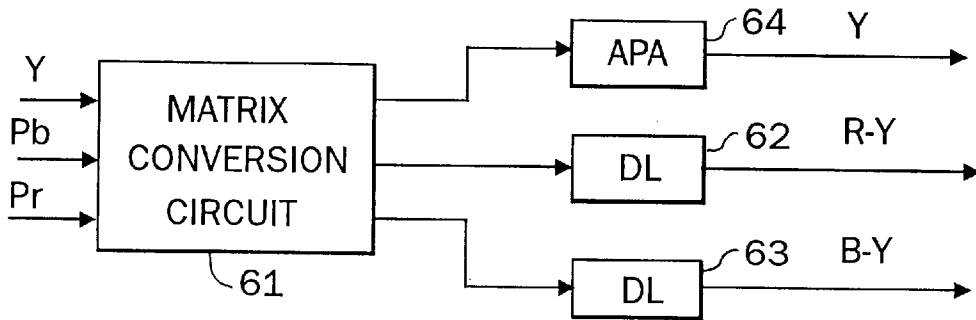 Y
Pb
Pr
MATRIX
CONVERSION
CIRCUIT
61
APA
64
Y
DL
62
R-Y
DL
63
B-Y